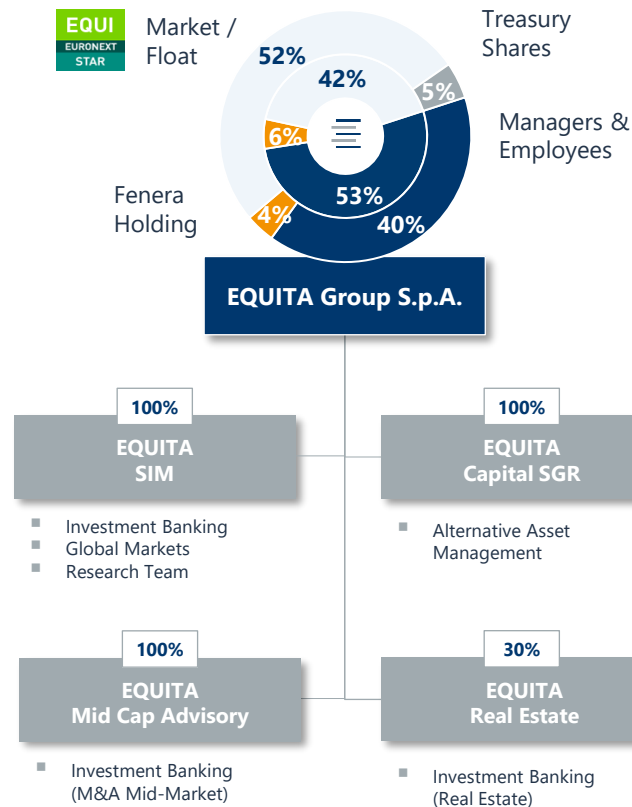 EQUI
EURONEXT
STAR
Market /
Float
Treasury
Shares
52%
42%
5%
Managers &
Employees
6%
53%
Fenera
Holding
4%
40%
EQUITA Group S.p.A.
100%
EQUITA
SIM
▪ Investment Banking
▪ Global Markets
▪ Research Team
100%
EQUITA
Capital SGR
▪ Alternative Asset
Management
100%
EQUITA
Mid Cap Advisory
▪ Investment Banking
(M&A Mid-Market)
30%
EQUITA
Real Estate
▪ Investment Banking
(Real Estate)